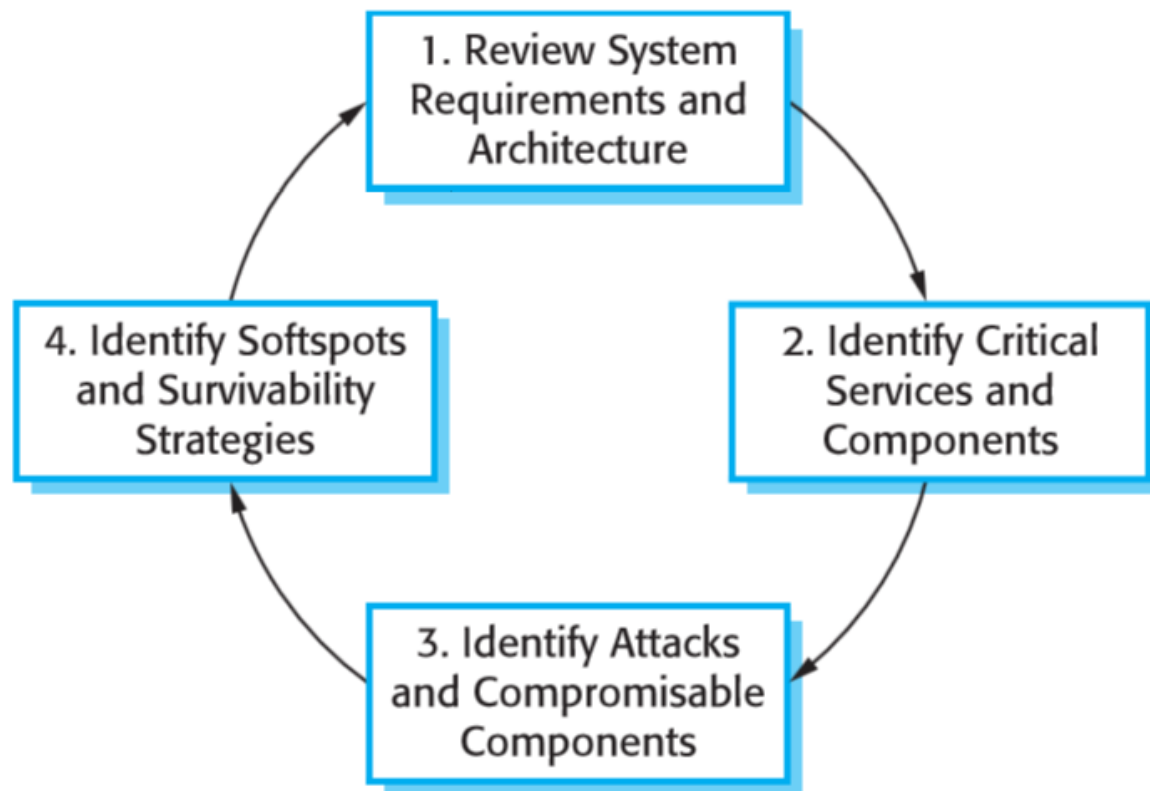 1. Review System
Requirements and
Architecture
2. Identify Critical
Services and
Components
3. Identify Attacks
and Compromisable
Components
4. Identify Softspots
and Survivability
Strategies